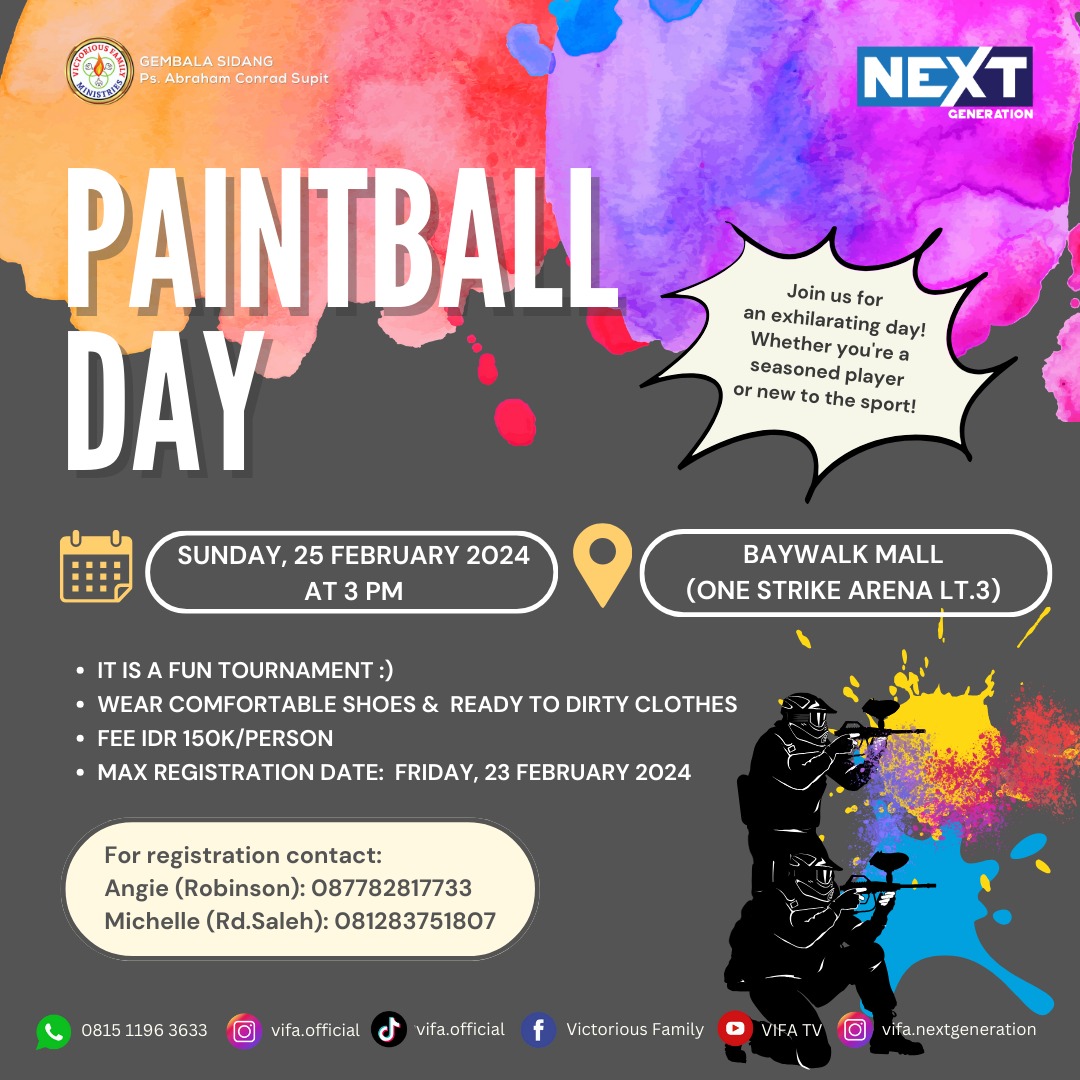 VICTORIOUS FAMILY
MINISTRIES
GEMBALA SIDANG
Ps. Abraham Conrad Supit
NEXT
GENERATION
PAINTBALL
DAY
Join us for
an exhilarating day!
Whether you're a
seasoned player
or new to the sport!
SUNDAY, 25 FEBRUARY 2024
AT 3 PM
BAYWALK MALL
(ONE STRIKE ARENA LT.3)
• IT IS A FUN TOURNAMENT :)
• WEAR COMFORTABLE SHOES & READY TO DIRTY CLOTHES
• FEE IDR 150K/PERSON
• MAX REGISTRATION DATE: FRIDAY, 23 FEBRUARY 2024
For registration contact:
Angie (Robinson): 087782817733
Michelle (Rd.Saleh): 081283751807
0815 1196 3633 vifa.official vifa.official Victorious Family VIFA TV vifa.nextgeneration